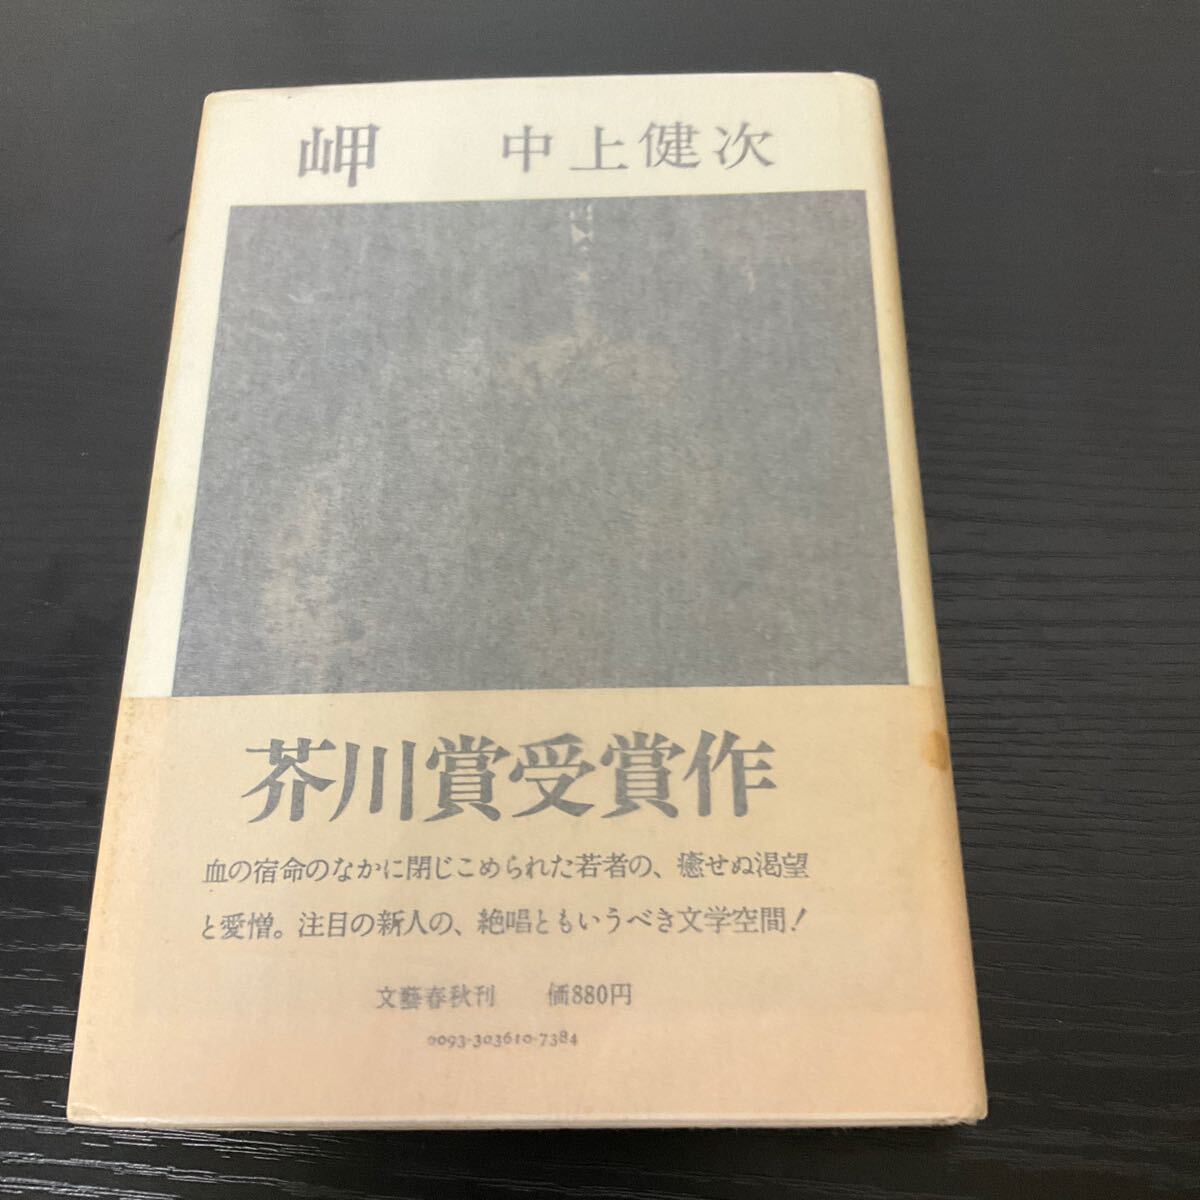 岬　中上健次
芥川賞受賞作
血の宿命のなかに閉じこめられた若者の、癒せぬ渇望
と愛憎。注目の新人の、絶唱ともいうべき文学空間！
文藝春秋刊　価880円
0093-303610-7384